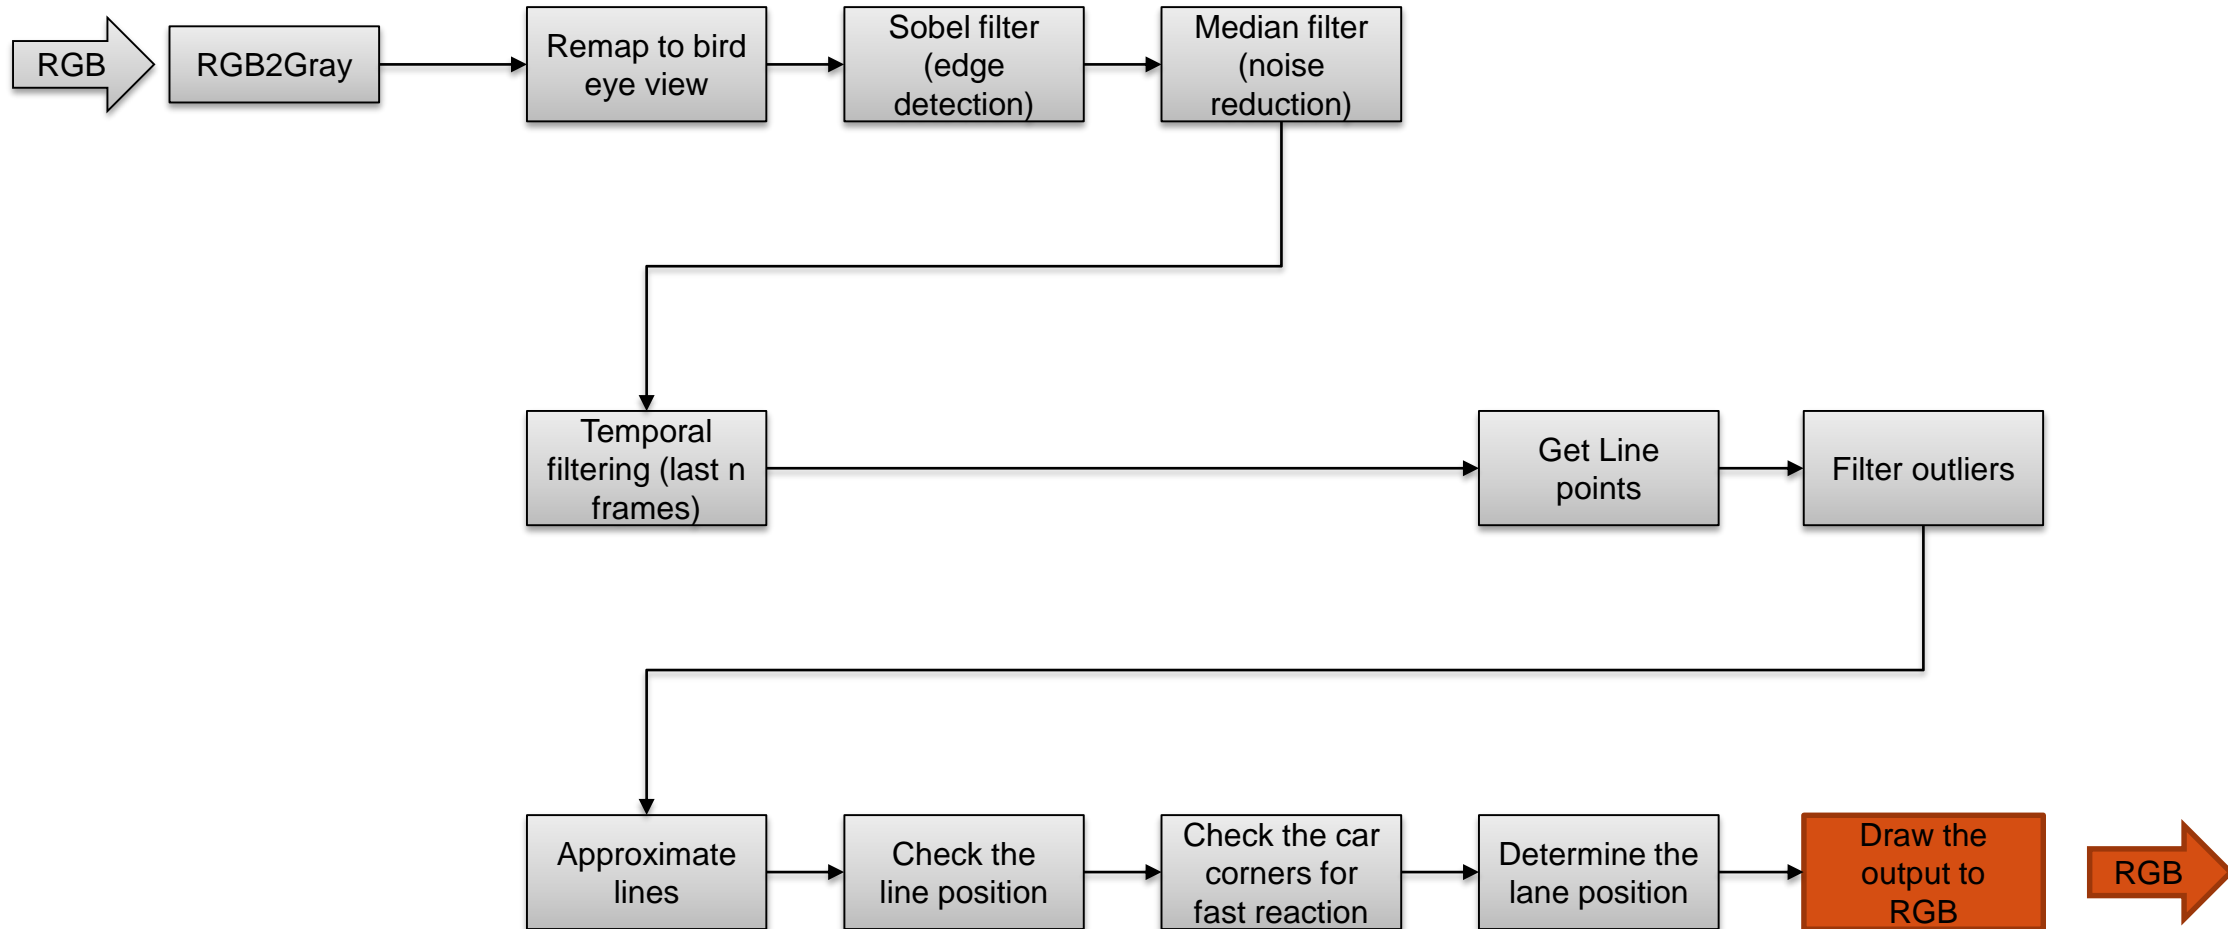 RGB
RGB2Gray
Remap to bird
eye view
Sobel filter
(edge
detection)
Median filter
(noise
reduction)
Temporal
filtering (last n
frames)
Get Line
points
Filter outliers
Approximate
lines
Check the
line position
Check the car
corners for
fast reaction
Determine the
lane position
Draw the
output to
RGB
RGB